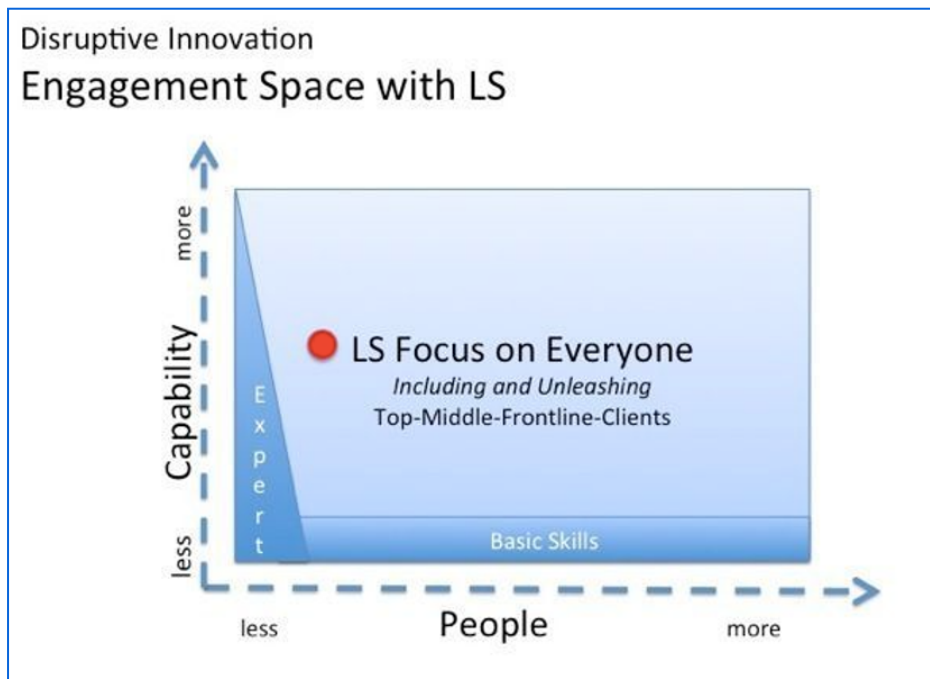 Disruptive Innovation
Engagement Space with LS
more
Capability
less
Expert
LS Focus on Everyone
Including and Unleashing
Top-Middle-Frontline-Clients
Basic Skills
less
People
more